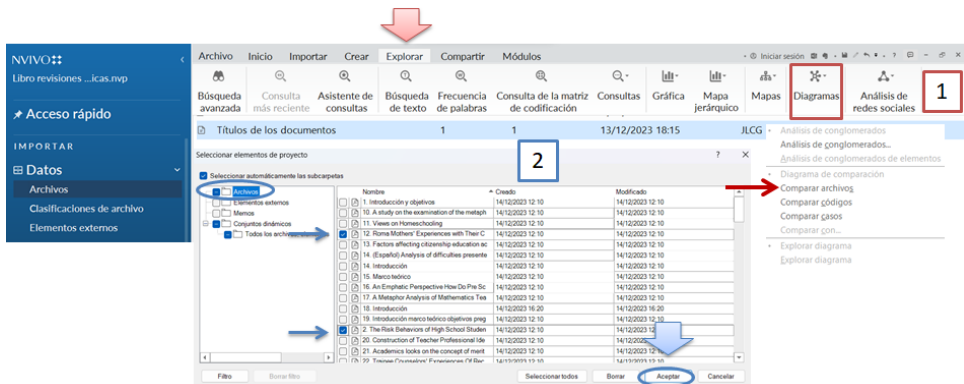 NVIVO
Libro revisiones ...icas.nvp
Acceso rápido
IMPORTAR
Datos
Archivos
Clasificaciones de archivo
Elementos externos
Archivo Inicio Importar Crear Explorar Compartir Módulos
Iniciar sesión
Búsqueda avanzada
Consulta más reciente
Asistente de consultas
Búsqueda de texto
Frecuencia de palabras
Consulta de la matriz de codificación
Consultas
Gráfica
Mapa jerárquico
Mapas
Diagramas
Análisis de redes sociales
1
Títulos de los documentos 1 1 13/12/2023 18:15 JLCG
Análisis de conglomerados
Análisis de conglomerados...
Análisis de conglomerados de elementos
Diagrama de comparación
Comparar archivos
Comparar códigos
Comparar casos
Comparar con...
Explorar diagrama
Explorar diagrama
2
Seleccionar elementos de proyecto ? X
Seleccionar automáticamente las subcarpetas
Archivos
Elementos externos
Memos
Conjuntos dinámicos
Todos los archivos
Nombre Creado Modificado
1. Introducción y objetivos 14/12/2023 12:10 14/12/2023 12:10
10. A study on the examination of the metaph 14/12/2023 12:10 14/12/2023 12:10
11. Views on Homeschooling 14/12/2023 12:10 14/12/2023 12:10
12. Roma Mothers' Experiences with Their C 14/12/2023 12:10 14/12/2023 12:10
13. Factors affecting citizenship education ac 14/12/2023 12:10 14/12/2023 12:10
14. (Español) Analysis of difficulties presente 14/12/2023 12:10 14/12/2023 12:10
14. Introducción 14/12/2023 12:10 14/12/2023 12:10
15. Marco teórico 14/12/2023 12:10 14/12/2023 12:10
16. An Emphatic Perspective How Do Pre Sc 14/12/2023 12:10 14/12/2023 12:10
17. A Metaphor Analysis of Mathematics Tea 14/12/2023 12:10 14/12/2023 12:10
18. Introducción 14/12/2023 16:20 14/12/2023 16:20
19. Introducción marco teórico objetivos preg 14/12/2023 12:10 14/12/2023 12:10
2. The Risk Behaviors of High School Studen 14/12/2023 12:10 14/12/2023 12:10
20. Construction of Teacher Professional Ide 14/12/2023 12:10 14/12/2023 12:10
21. Academics looks on the concept of merit 14/12/2023 12:10 14/12/2023 12:10
22. Trainee Counselors' Experiences Of Rec 14/12/2023 12:10 14/12/2023 12:10
Filtro Borrar filtro Seleccionar todos Borrar Aceptar Cancelar